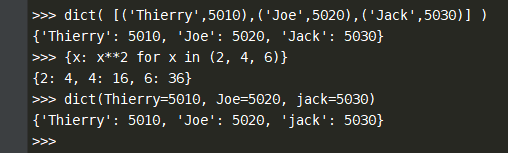 >>> dict( [('Thierry',5010),('Joe',5020),('Jack',5030)] )
{'Thierry': 5010, 'Joe': 5020, 'Jack': 5030}
>>> {x: x**2 for x in (2, 4, 6)}
{2: 4, 4: 16, 6: 36}
>>> dict(Thierry=5010, Joe=5020, jack=5030)
{'Thierry': 5010, 'Joe': 5020, 'jack': 5030}
>>>